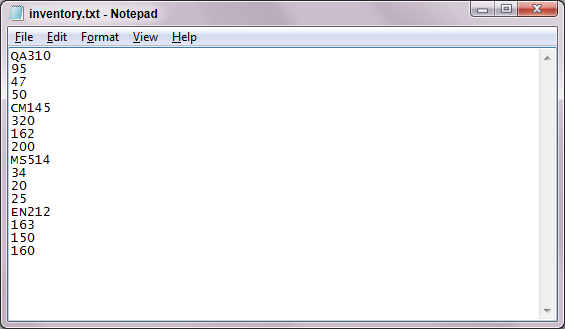 inventory.txt - Notepad
File Edit Format View Help
QA310
95
47
50
CM145
320
162
200
MS514
34
20
25
EN212
163
150
160